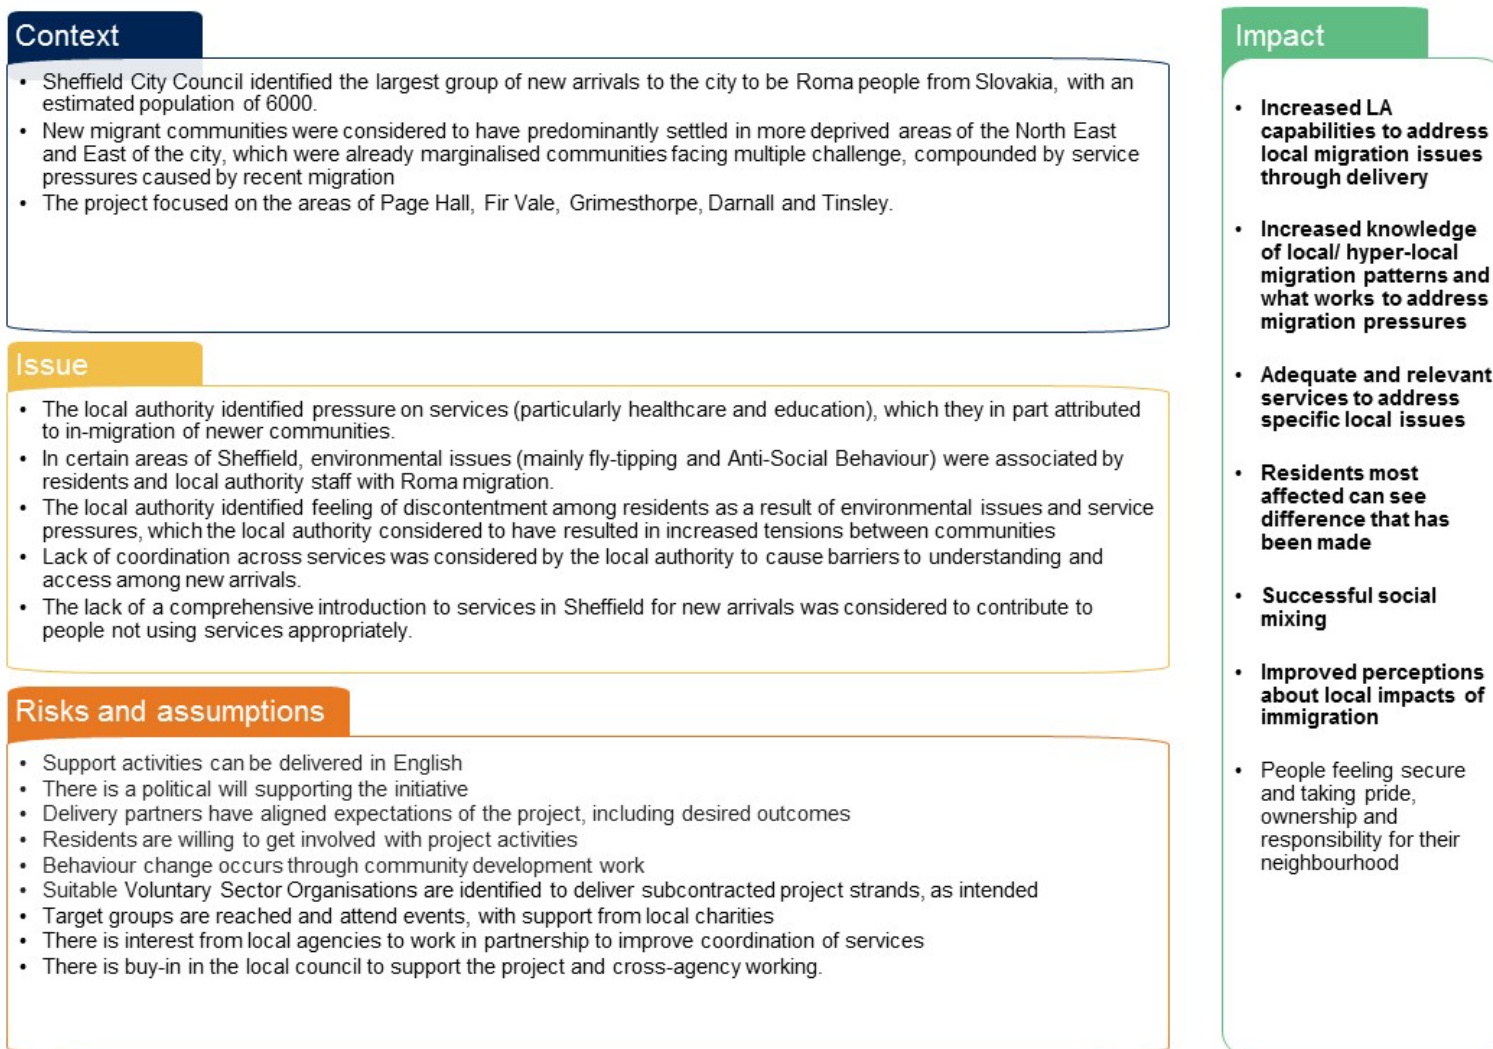 Context
• Sheffield City Council identified the largest group of new arrivals to the city to be Roma people from Slovakia, with an
estimated population of 6000.
• New migrant communities were considered to have predominantly settled in more deprived areas of the North East
and East of the city, which were already marginalised communities facing multiple challenge, compounded by service
pressures caused by recent migration
• The project focused on the areas of Page Hall, Fir Vale, Grimesthorpe, Darnall and Tinsley.
Issue
• The local authority identified pressure on services (particularly healthcare and education), which they in part attributed
to in-migration of newer communities.
• In certain areas of Sheffield, environmental issues (mainly fly-tipping and Anti-Social Behaviour) were associated by
residents and local authority staff with Roma migration.
• The local authority identified feeling of discontentment among residents as a result of environmental issues and service
pressures, which the local authority considered to have resulted in increased tensions between communities
• Lack of coordination across services was considered by the local authority to cause barriers to understanding and
access among new arrivals.
• The lack of a comprehensive introduction to services in Sheffield for new arrivals was considered to contribute to
people not using services appropriately.
Risks and assumptions
• Support activities can be delivered in English
• There is a political will supporting the initiative
• Delivery partners have aligned expectations of the project, including desired outcomes
• Residents are willing to get involved with project activities
• Behaviour change occurs through community development work
• Suitable Voluntary Sector Organisations are identified to deliver subcontracted project strands, as intended
• Target groups are reached and attend events, with support from local charities
• There is interest from local agencies to work in partnership to improve coordination of services
• There is buy-in in the local council to support the project and cross-agency working.
Impact
• Increased LA
capabilities to address
local migration issues
through delivery
• Increased knowledge
of local/ hyper-local
migration patterns and
what works to address
migration pressures
• Adequate and relevant
services to address
specific local issues
• Residents most
affected can see
difference that has
been made
• Successful social
mixing
• Improved perceptions
about local impacts of
immigration
• People feeling secure
and taking pride,
ownership and
responsibility for their
neighbourhood